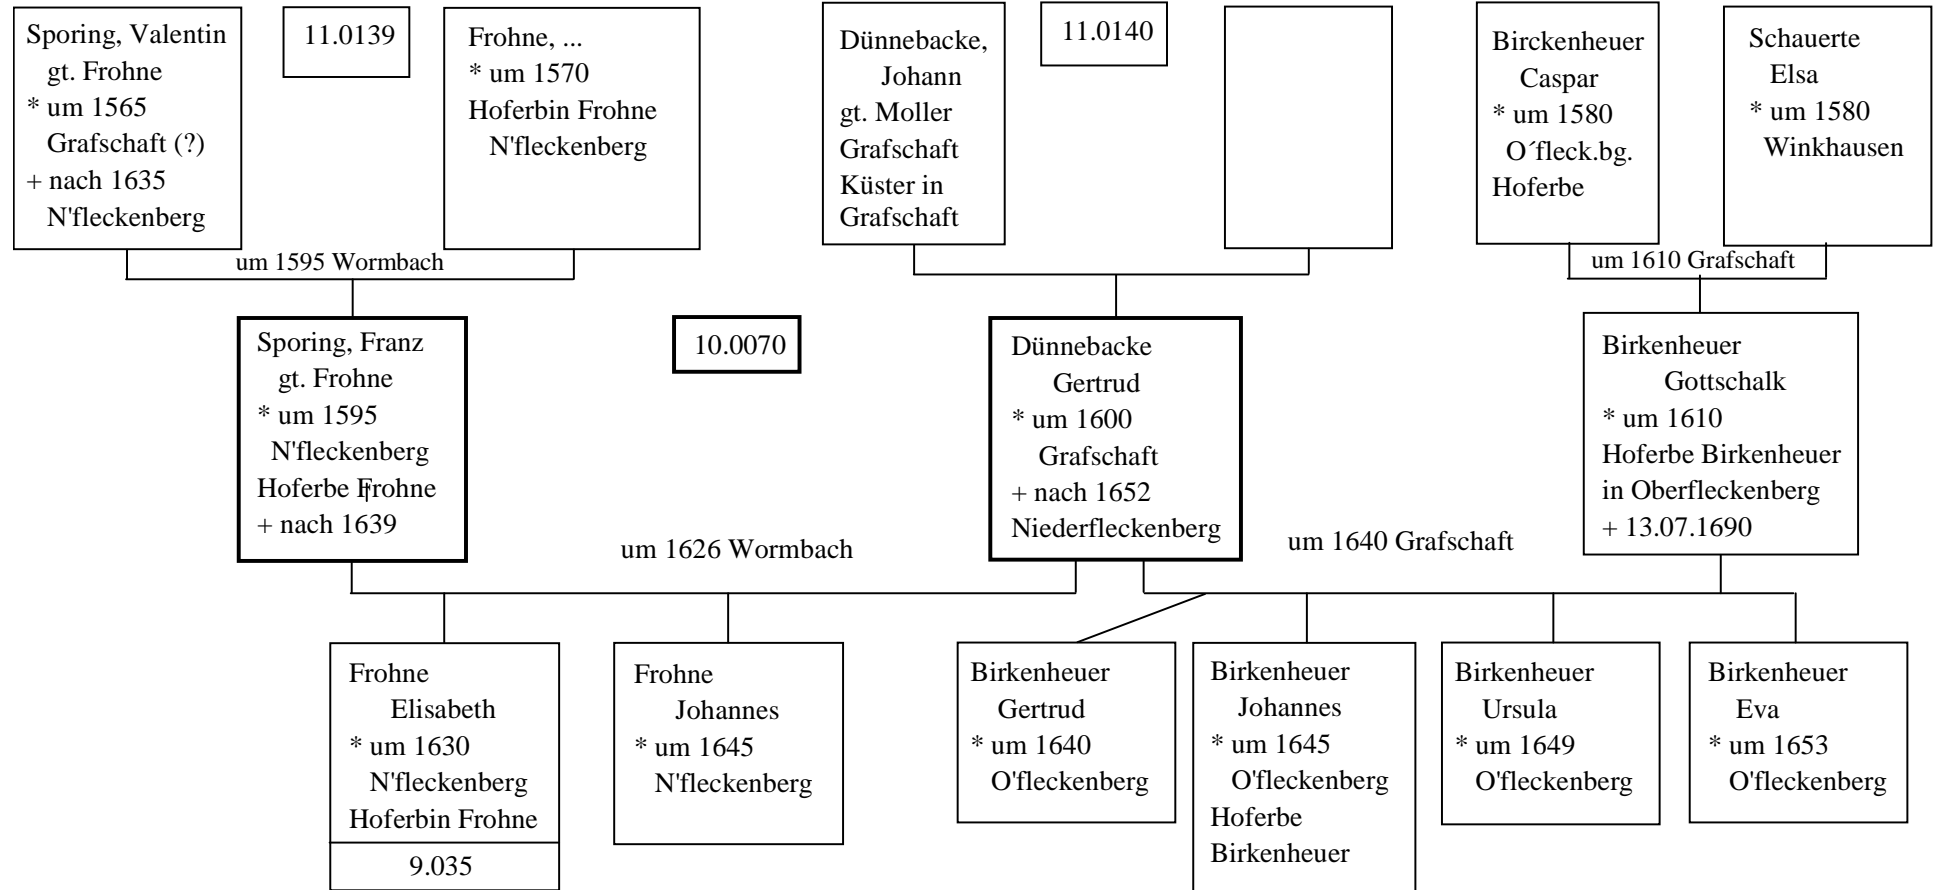 Sporing, Valentin
gt. Frohne
* um 1565
Grafschaft (?)
+ nach 1635
N'fleckenberg
11.0139
Frohne, ...
* um 1570
Hoferbin Frohne
N'fleckenberg
Dünnebacke,
Johann
gt. Moller
Grafschaft
Küster in
Grafschaft
11.0140
Birckenheuer
Caspar
* um 1580
O´fleck.bg.
Hoferbe
Schauerte
Elsa
* um 1580
Winkhausen
um 1595 Wormbach
um 1610 Grafschaft
Sporing, Franz
gt. Frohne
* um 1595
N'fleckenberg
Hoferbe Frohne
+ nach 1639
10.0070
Dünnebacke
Gertrud
* um 1600
Grafschaft
+ nach 1652
Niederfleckenberg
Birkenheuer
Gottschalk
* um 1610
Hoferbe Birkenheuer
in Oberfleckenberg
+ 13.07.1690
um 1626 Wormbach
um 1640 Grafschaft
Frohne
Elisabeth
* um 1630
N'fleckenberg
Hoferbin Frohne
9.035
Frohne
Johannes
* um 1645
N'fleckenberg
Birkenheuer
Gertrud
* um 1640
O'fleckenberg
Birkenheuer
Johannes
* um 1645
O'fleckenberg
Hoferbe
Birkenheuer
Birkenheuer
Ursula
* um 1649
O'fleckenberg
Birkenheuer
Eva
* um 1653
O'fleckenberg